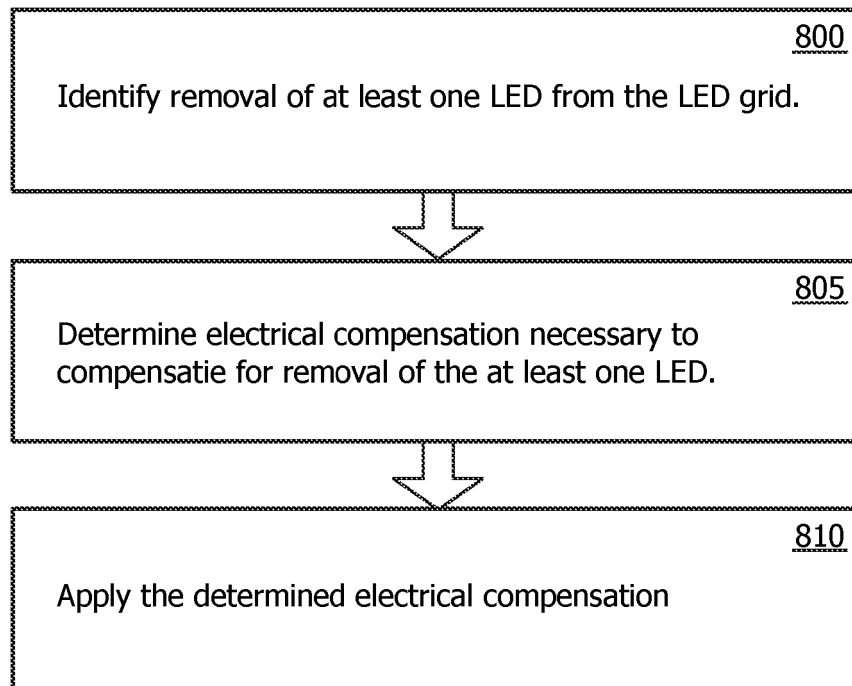 800
Identify removal of at least one LED from the LED grid.
805
Determine electrical compensation necessary to
compensatie for removal of the at least one LED.
810
Apply the determined electrical compensation